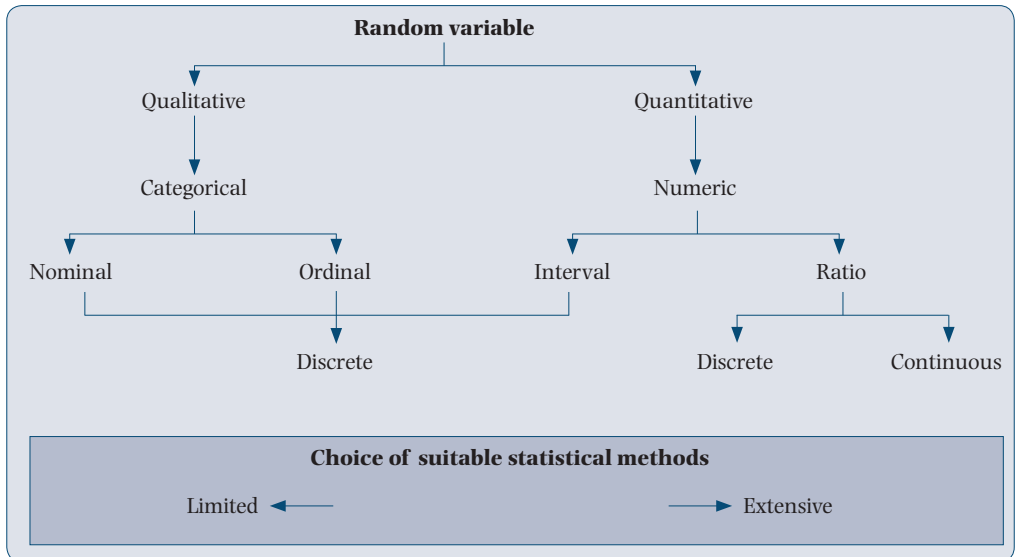 Random variable
Qualitative Quantitative
Categorical Numeric
Nominal Ordinal Interval Ratio
Discrete Discrete Continuous
Choice of suitable statistical methods
Limited Extensive